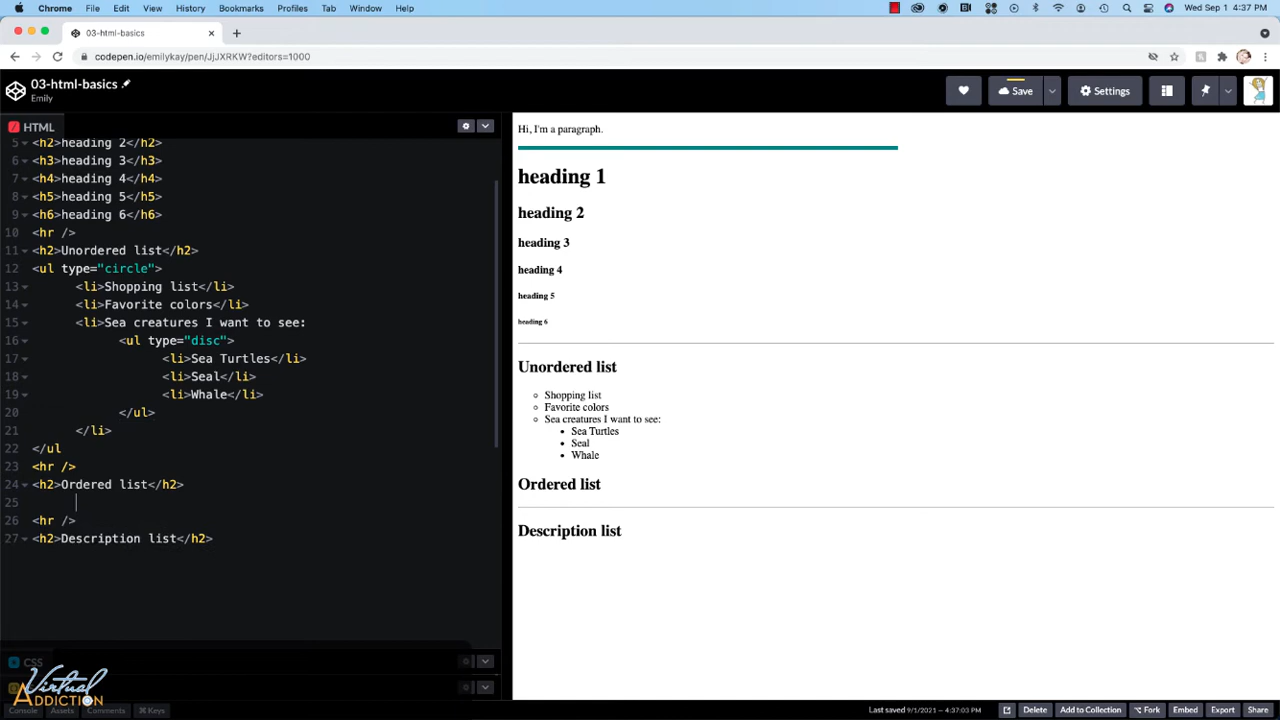 Chrome File Edit View History Bookmarks Profiles Tab Window Help Wed Sep 1 4:37 PM
03-html-basics
codepen.io/emilykay/pen/JjJXRKW?editors=1000
03-html-basics
Emily
Save
Settings
HTML
5 <h2>heading 2</h2>
6 <h3>heading 3</h3>
7 <h4>heading 4</h4>
8 <h5>heading 5</h5>
9 <h6>heading 6</h6>
10 <hr />
11 <h2>Unordered list</h2>
12 <ul type="circle">
13 <li>Shopping list</li>
14 <li>Favorite colors</li>
15 <li>Sea creatures I want to see:
16 <ul type="disc">
17 <li>Sea Turtles</li>
18 <li>Seal</li>
19 <li>Whale</li>
20 </ul>
21 </li>
22 </ul
23 <hr />
24 <h2>Ordered list</h2>
25
26 <hr />
27 <h2>Description list</h2>
Hi, I'm a paragraph.
heading 1
heading 2
heading 3
heading 4
heading 5
heading 6
Unordered list
Shopping list
Favorite colors
Sea creatures I want to see:
Sea Turtles
Seal
Whale
Ordered list
Description list
CSS
Virtual
Addiction
Console Assets Comments ⌘ Keys
Last saved 9/1/2021 — 4:37:03 PM Delete Add to Collection Fork Embed Export Share